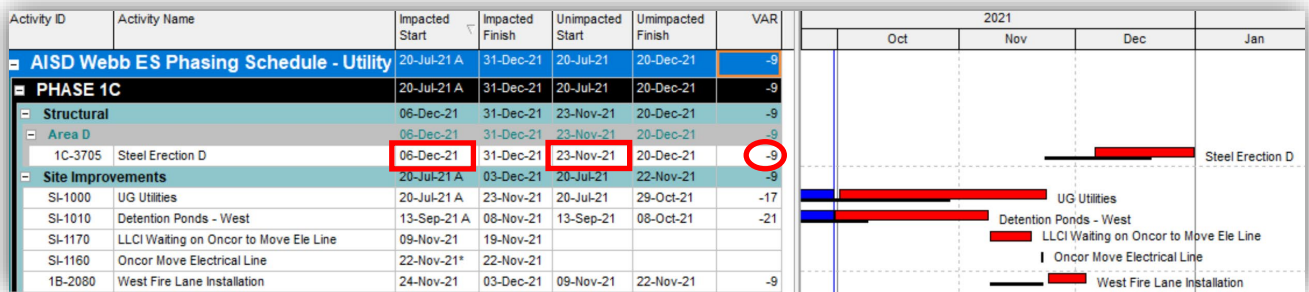 Activity ID Activity Name Impacted Start Impacted Finish Unimpacted Start Umimpacted Finish VAR 2021
Oct Nov Dec Jan
AISD Webb ES Phasing Schedule - Utility 20-Jul-21 A 31-Dec-21 20-Jul-21 20-Dec-21 -9
PHASE 1C 20-Jul-21 A 31-Dec-21 20-Jul-21 20-Dec-21 -9
Structural 06-Dec-21 31-Dec-21 23-Nov-21 20-Dec-21 -9
Area D 06-Dec-21 31-Dec-21 23-Nov-21 20-Dec-21 -9
1C-3705 Steel Erection D 06-Dec-21 31-Dec-21 23-Nov-21 20-Dec-21 -9 Steel Erection D
Site Improvements 20-Jul-21 A 03-Dec-21 20-Jul-21 22-Nov-21 -9
SI-1000 UG Utilities 20-Jul-21 A 23-Nov-21 20-Jul-21 29-Oct-21 -17 UG Utilities
SI-1010 Detention Ponds - West 13-Sep-21 A 08-Nov-21 13-Sep-21 08-Oct-21 -21 Detention Ponds - West
SI-1170 LLCI Waiting on Oncor to Move Ele Line 09-Nov-21 19-Nov-21 LLCI Waiting on Oncor to Move Ele Line
SI-1160 Oncor Move Electrical Line 22-Nov-21* 22-Nov-21 Oncor Move Electrical Line
1B-2080 West Fire Lane Installation 24-Nov-21 03-Dec-21 09-Nov-21 22-Nov-21 -9 West Fire Lane Installation